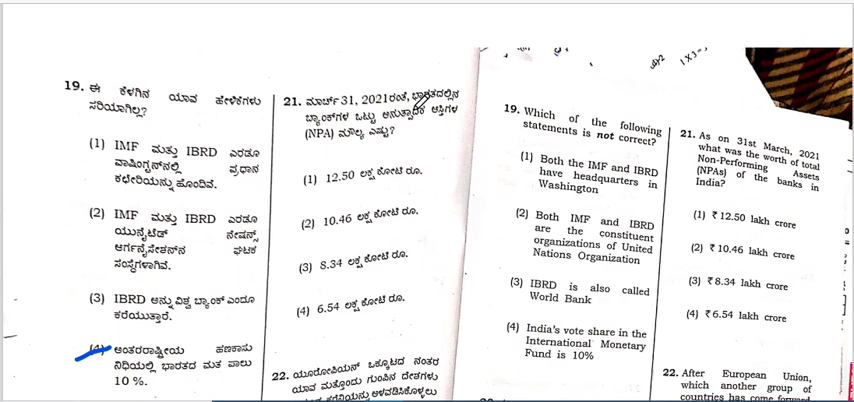 19. ಈ ಕೆಳಗಿನ ಯಾವ ಹೇಳಿಕೆಗಳು
ಸರಿಯಾಗಿಲ್ಲ?
(1) IMF ಮತ್ತು IBRD ಎರಡೂ
ವಾಷಿಂಗ್ಟನ್‌ನಲ್ಲಿ ಪ್ರಧಾನ
ಕಛೇರಿಯನ್ನು ಹೊಂದಿವೆ.
(2) IMF ಮತ್ತು IBRD ಎರಡೂ
ಯುನೈಟೆಡ್ ನೇಷನ್ಸ್
ಆರ್ಗನೈಸೇಶನ್‌ನ ಘಟಕ
ಸಂಸ್ಥೆಗಳಾಗಿವೆ.
(3) IBRD ಅನ್ನು ವಿಶ್ವ ಬ್ಯಾಂಕ್ ಎಂದೂ
ಕರೆಯುತ್ತಾರೆ.
(4) ಅಂತರರಾಷ್ಟ್ರೀಯ ಹಣಕಾಸು
ನಿಧಿಯಲ್ಲಿ ಭಾರತದ ಮತ ಪಾಲು
10 %.
21. ಮಾರ್ಚ್ 31, 2021ರಂತೆ, ಭಾರತದಲ್ಲಿನ
ಬ್ಯಾಂಕ್‌ಗಳ ಒಟ್ಟು ಅನುತ್ಪಾದಕ ಆಸ್ತಿಗಳ
(NPA) ಮೌಲ್ಯ ಎಷ್ಟು?
(1) 12.50 ಲಕ್ಷ ಕೋಟಿ ರೂ.
(2) 10.46 ಲಕ್ಷ ಕೋಟಿ ರೂ.
(3) 8.34 ಲಕ್ಷ ಕೋಟಿ ರೂ.
(4) 6.54 ಲಕ್ಷ ಕೋಟಿ ರೂ.
22. ಯೂರೋಪಿಯನ್ ಒಕ್ಕೂಟದ ನಂತರ
ಯಾವ ಮತ್ತೊಂದು ಗುಂಪಿನ ದೇಶಗಳು
ಅಳವಡಿಸಿಕೊಳ್ಳಲು
19. Which of the following
statements is not correct?
(1) Both the IMF and IBRD
have headquarters in
Washington
(2) Both IMF and IBRD
are the constituent
organizations of United
Nations Organization
(3) IBRD is also called
World Bank
(4) India's vote share in the
International Monetary
Fund is 10%
21. As on 31st March, 2021
what was the worth of total
Non-Performing Assets
(NPAs) of the banks in
India?
(1) ₹ 12.50 lakh crore
(2) ₹ 10.46 lakh crore
(3) ₹ 8.34 lakh crore
(4) ₹ 6.54 lakh crore
22. After European Union,
which another group of
countries has come forward